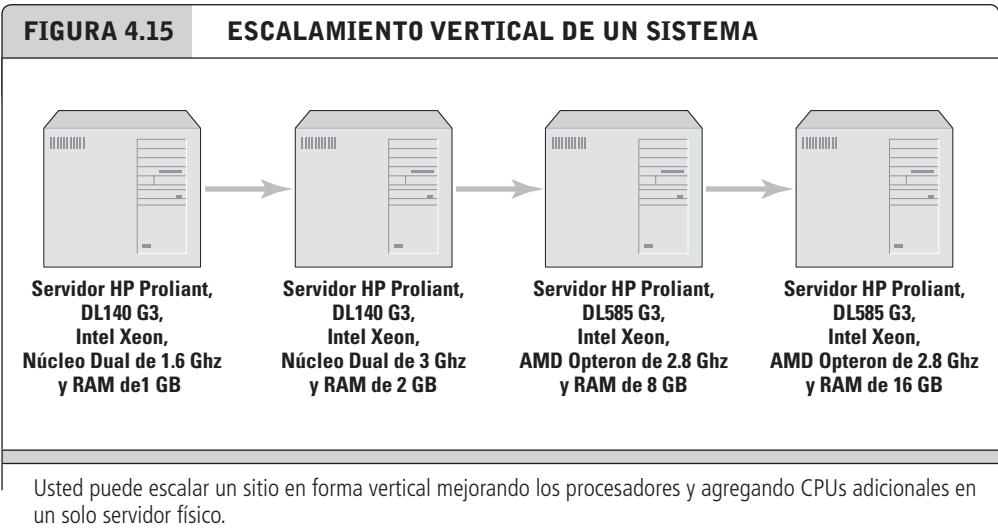 FIGURA 4.15
ESCALAMIENTO VERTICAL DE UN SISTEMA
Servidor HP Proliant,
DL140 G3,
Intel Xeon,
Núcleo Dual de 1.6 Ghz
y RAM de1 GB
Servidor HP Proliant,
DL140 G3,
Intel Xeon,
Núcleo Dual de 3 Ghz
y RAM de 2 GB
Servidor HP Proliant,
DL585 G3,
Intel Xeon,
AMD Opteron de 2.8 Ghz
y RAM de 8 GB
Servidor HP Proliant,
DL585 G3,
Intel Xeon,
AMD Opteron de 2.8 Ghz
y RAM de 16 GB
Usted puede escalar un sitio en forma vertical mejorando los procesadores y agregando CPUs adicionales en
un solo servidor físico.